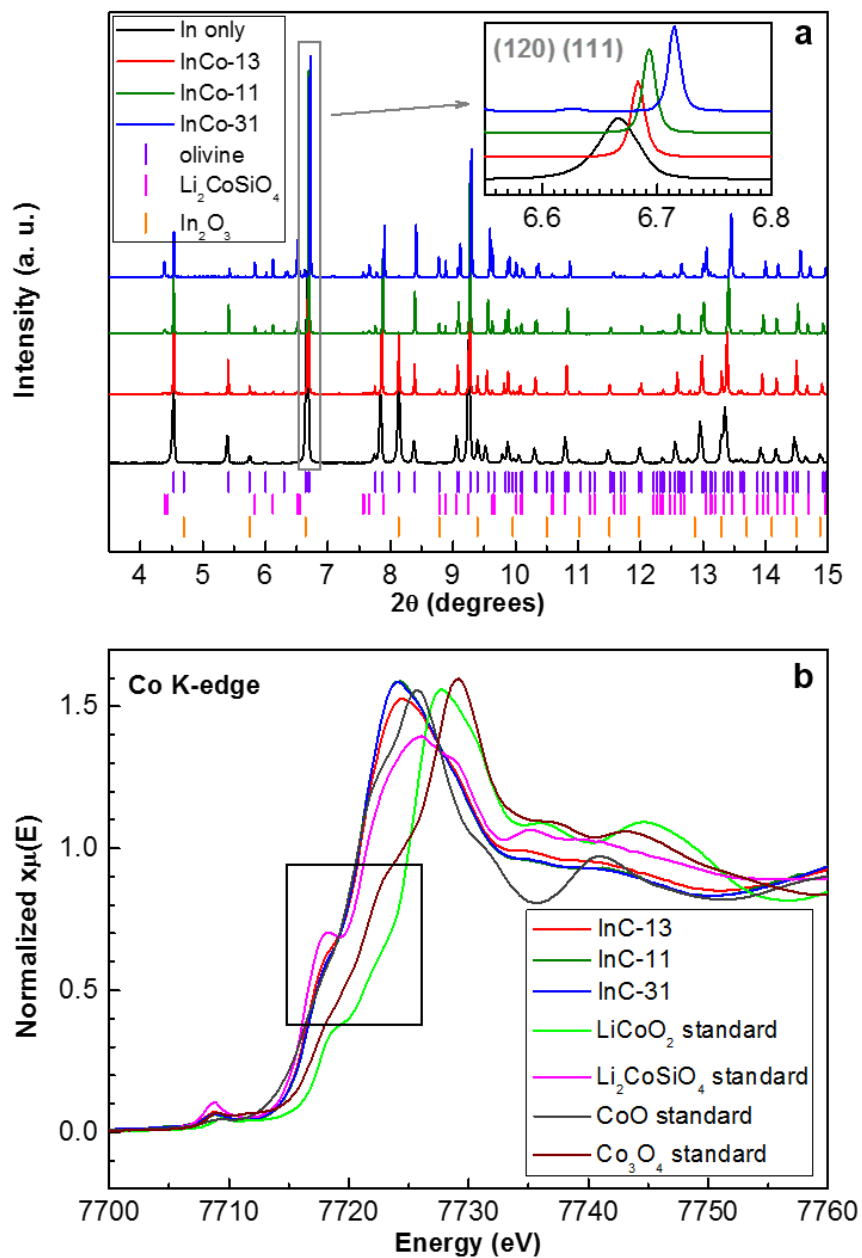 a
In only
InCo-13
InCo-11
InCo-31
olivine
Li₂CoSiO₄
In₂O₃
(120) (111)
6.6 6.7 6.8
Intensity (a. u.)
4 5 6 7 8 9 10 11 12 13 14 15
2θ (degrees)
Co K-edge
b
1.5
1.0
0.5
0.0
Normalized xμ(E)
InC-13
InC-11
InC-31
LiCoO₂ standard
Li₂CoSiO₄ standard
CoO standard
Co₃O₄ standard
7700 7710 7720 7730 7740 7750 7760
Energy (eV)